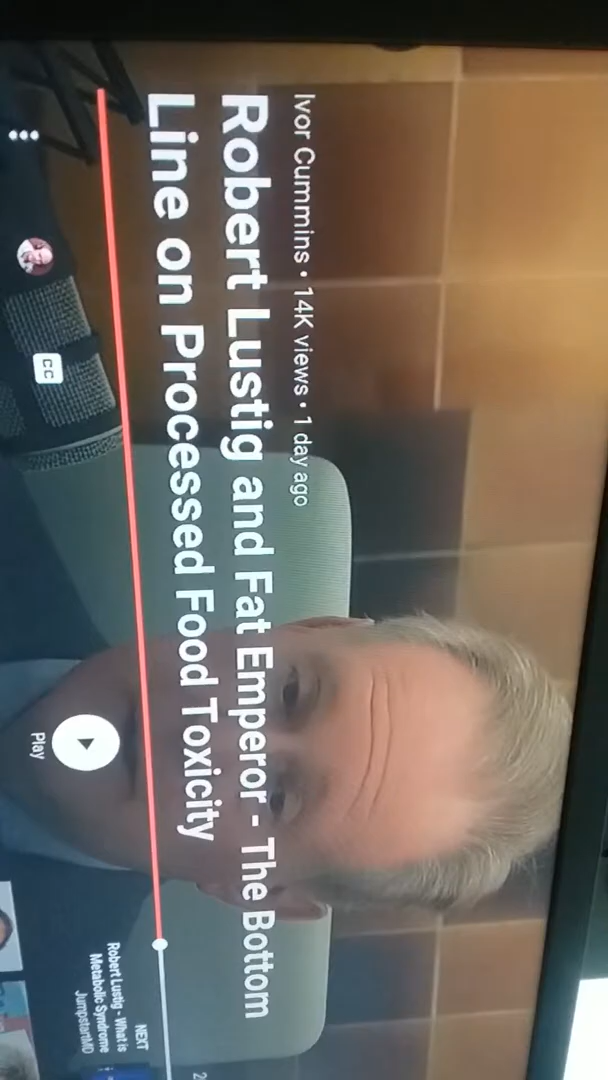 Ivor Cummins • 14K views • 1 day ago
Robert Lustig and Fat Emperor - The Bottom
Line on Processed Food Toxicity
CC
Play
NEXT
Robert Lustig - What is
Metabolic Syndrome
JumpstartMD